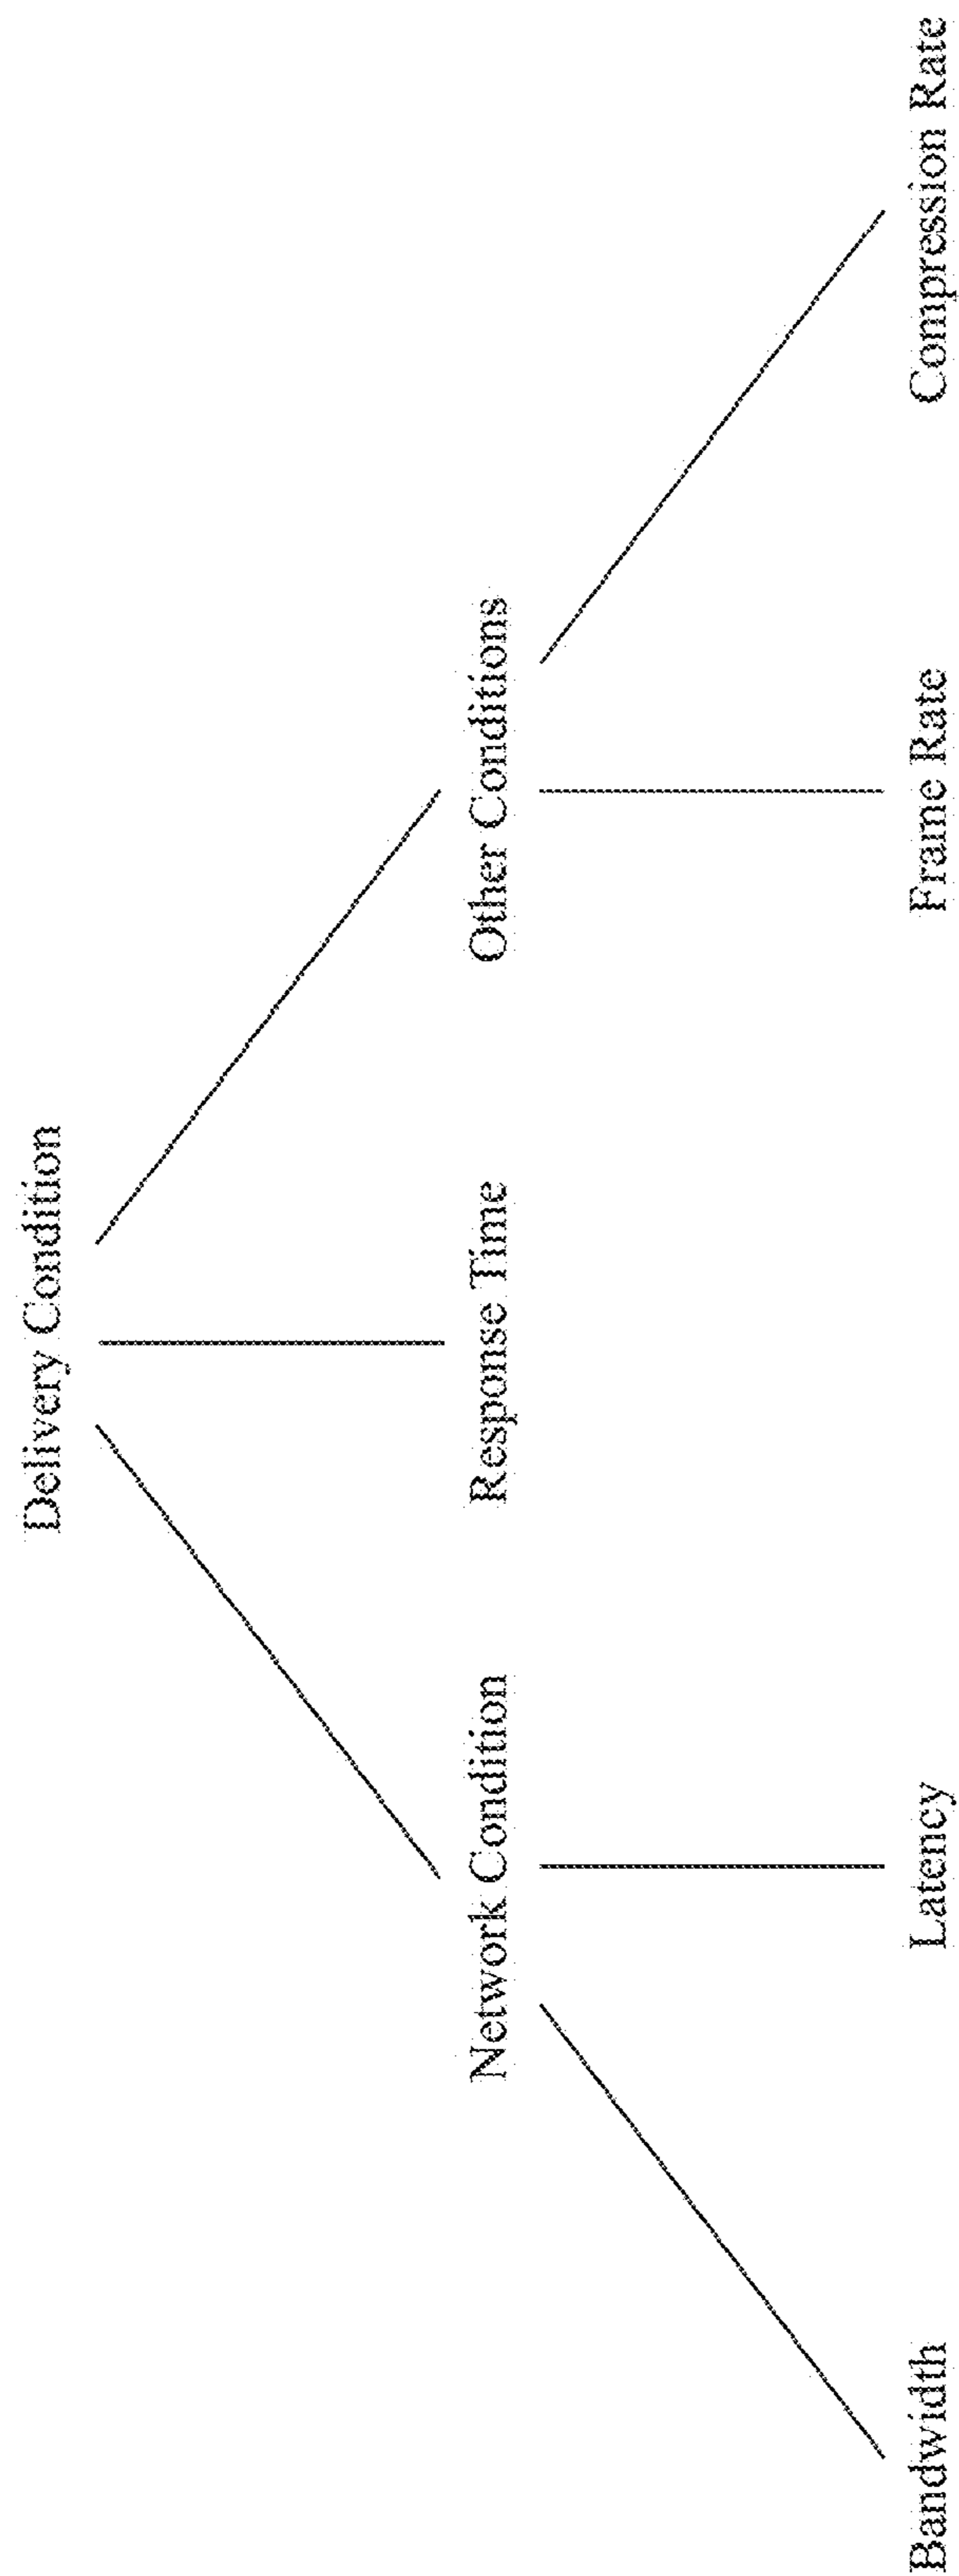 Delivery Condition
Network Condition
Response Time
Other Conditions
Bandwidth
Latency
Frame Rate
Compression Rate